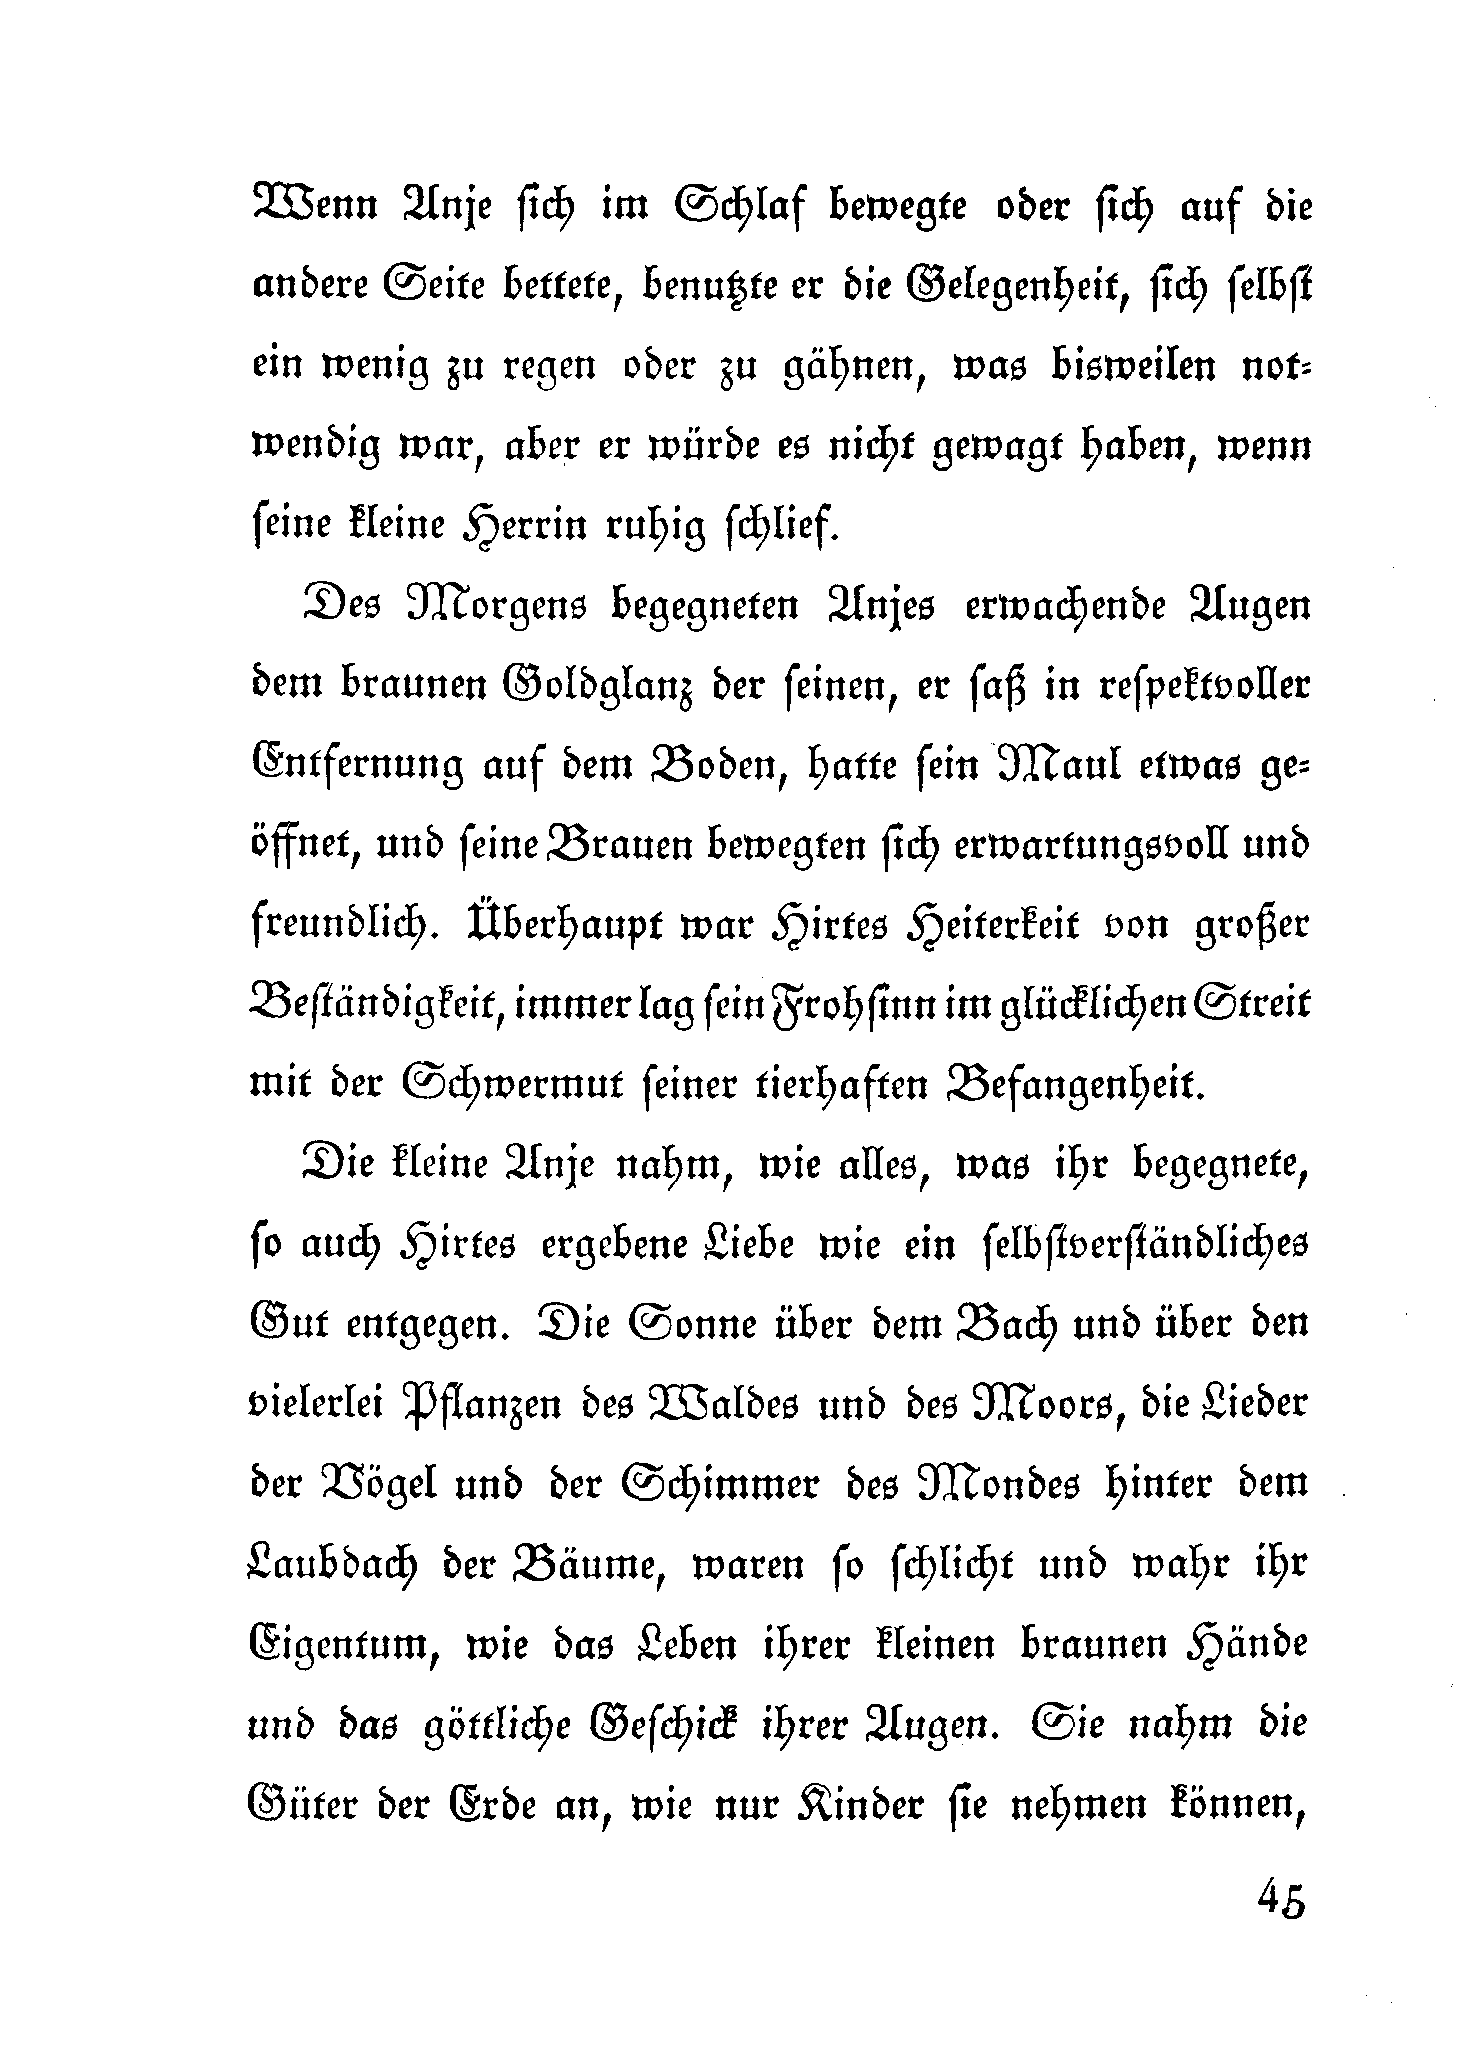 Wenn Anje sich im Schlaf bewegte oder sich auf die
andere Seite bettete, benutzte er die Gelegenheit, sich selbst
ein wenig zu regen oder zu gähnen, was bisweilen not-
wendig war, aber er würde es nicht gewagt haben, wenn
seine kleine Herrin ruhig schlief.
Des Morgens begegneten Anjes erwachende Augen
dem braunen Goldglanz der seinen, er saß in respektvoller
Entfernung auf dem Boden, hatte sein Maul etwas ge-
öffnet, und seine Brauen bewegten sich erwartungsvoll und
freundlich. Überhaupt war Hirtes Heiterkeit von großer
Beständigkeit, immer lag sein Frohsinn im glücklichen Streit
mit der Schwermut seiner tierhaften Befangenheit.
Die kleine Anje nahm, wie alles, was ihr begegnete,
so auch Hirtes ergebene Liebe wie ein selbstverständliches
Gut entgegen. Die Sonne über dem Bach und über den
vielerlei Pflanzen des Waldes und des Moors, die Lieder
der Vögel und der Schimmer des Mondes hinter dem
Laubdach der Bäume, waren so schlicht und wahr ihr
Eigentum, wie das Leben ihrer kleinen braunen Hände
und das göttliche Geschick ihrer Augen. Sie nahm die
Güter der Erde an, wie nur Kinder sie nehmen können,
45